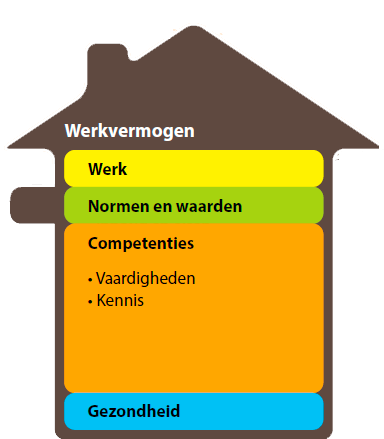 Werkvermogen
Werk
Normen en waarden
Competenties
• Vaardigheden
• Kennis
Gezondheid